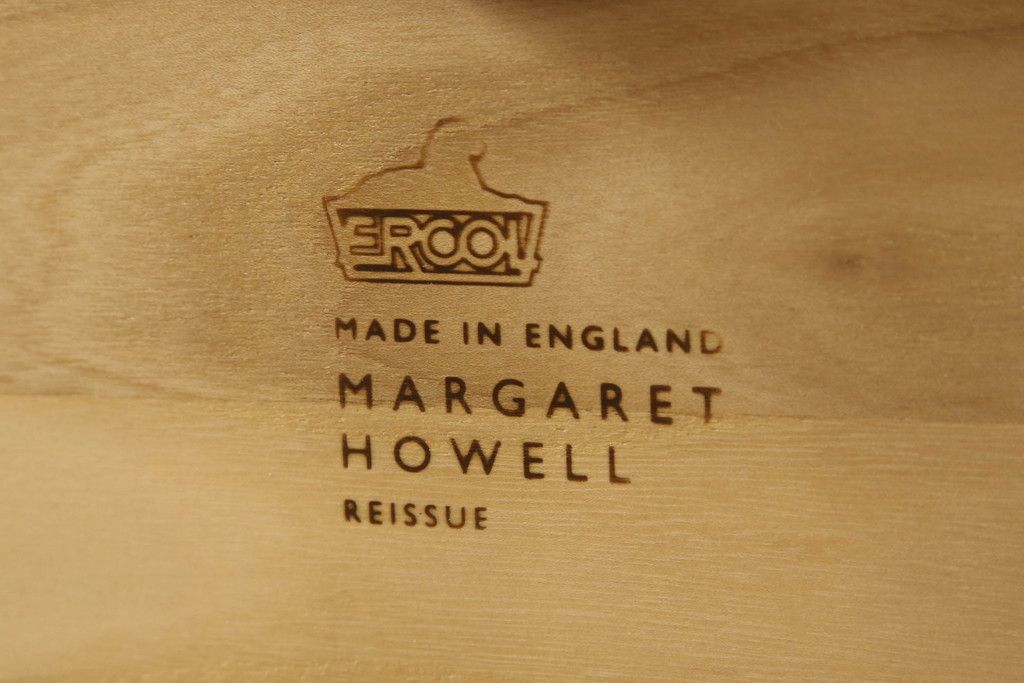 ERCOL
MADE IN ENGLAND
MARGARET
HOWELL
REISSUE